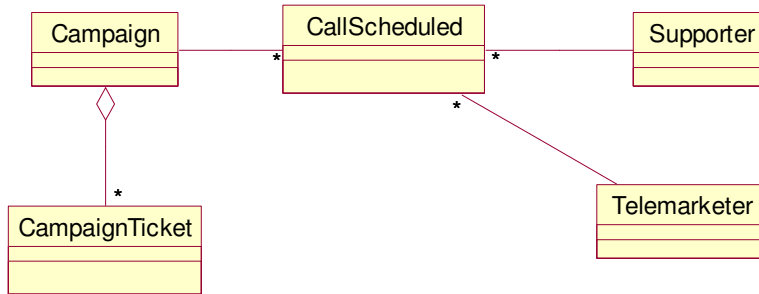 Campaign
CallScheduled
Supporter
*
*
*
*
CampaignTicket
Telemarketer